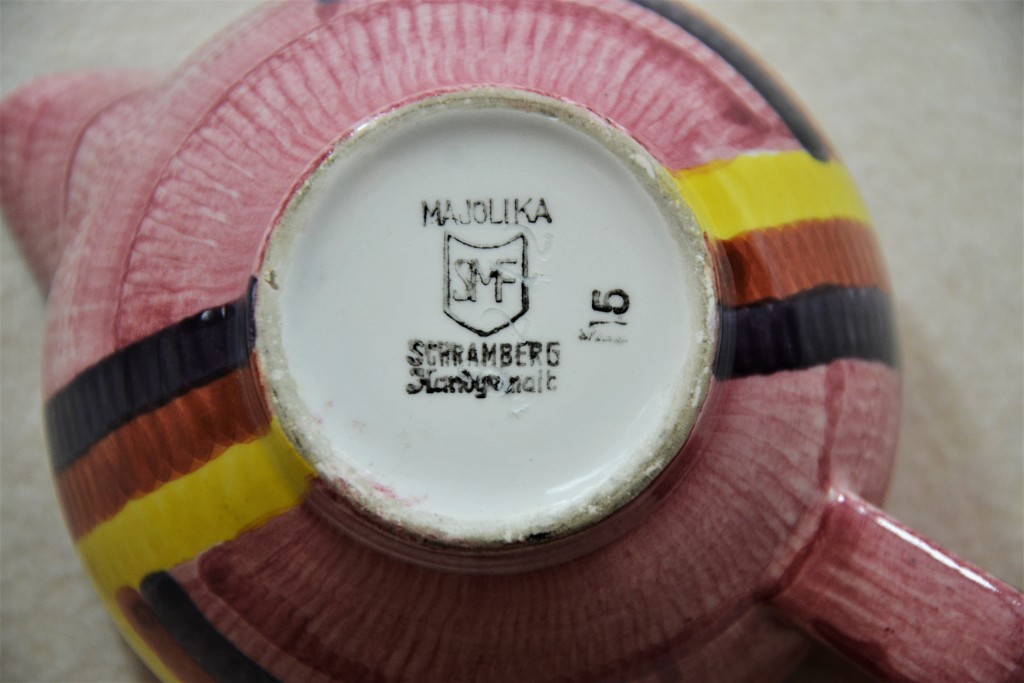 MAJOLIKA
SMF
SCHRAMBERG
Handgemalt
15